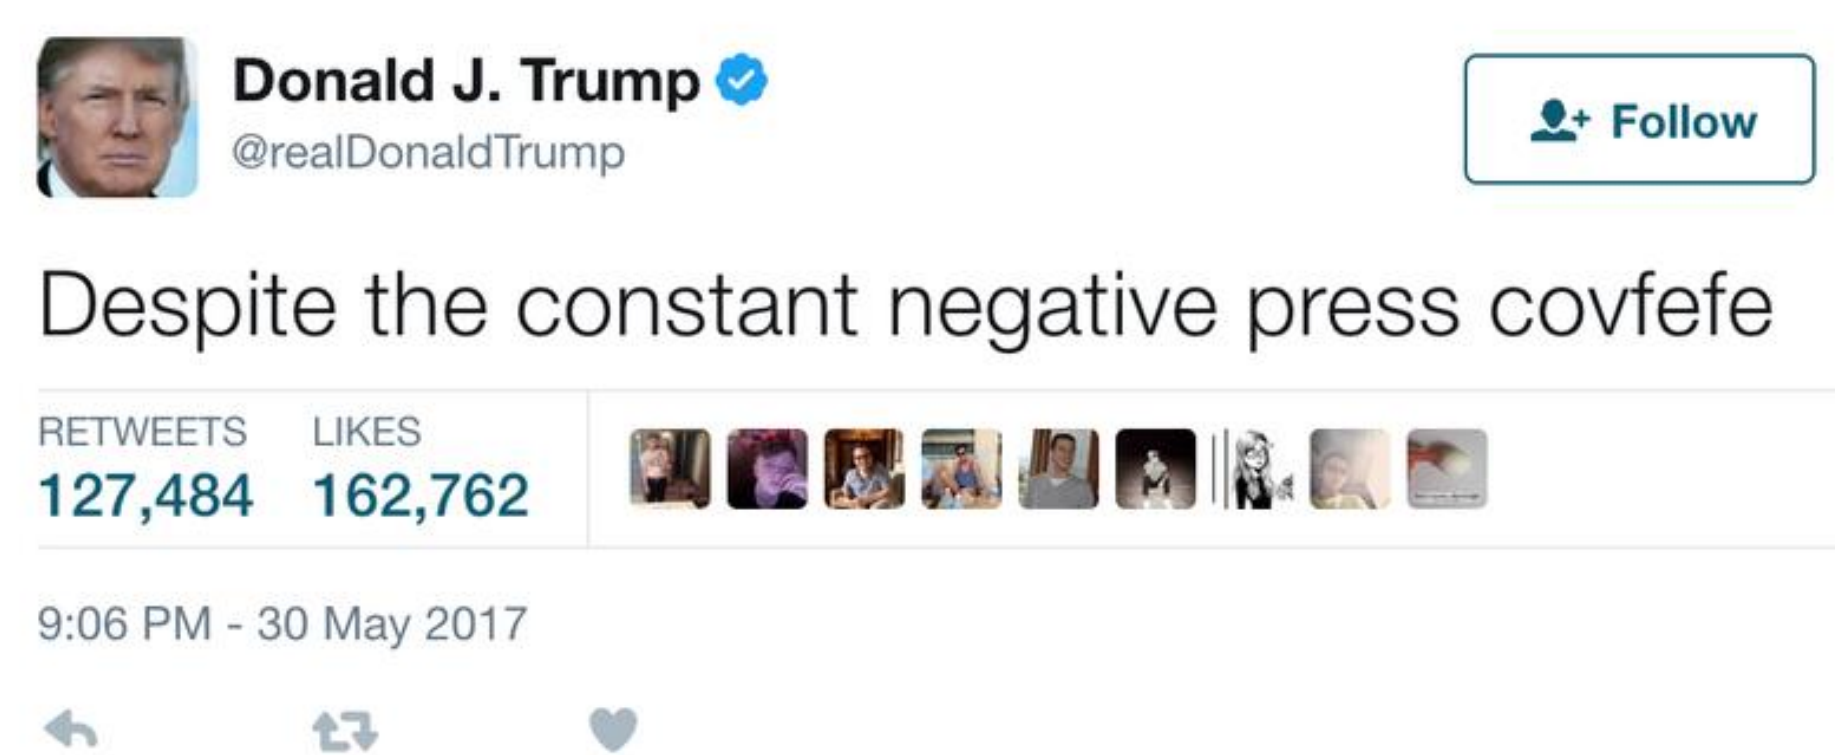 Donald J. Trump
@realDonaldTrump
Follow
Despite the constant negative press covfefe
RETWEETS LIKES
127,484 162,762
9:06 PM - 30 May 2017